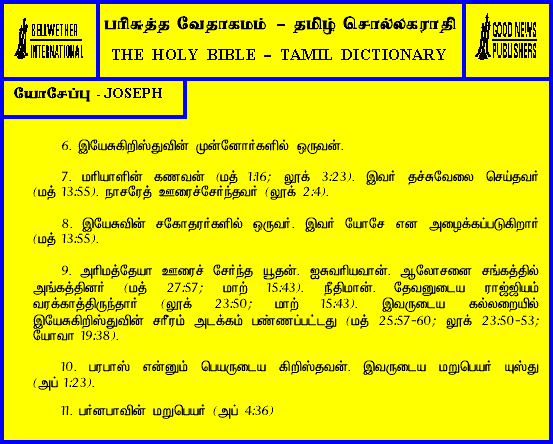 BELLWETHER
INTERNATIONAL
பரிசுத்த வேதாகமம் – தமிழ் சொல்லகராதி
THE HOLY BIBLE – TAMIL DICTIONARY
GOOD NEWS
PUBLISHERS
யோசேப்பு - JOSEPH
6. இயேசுகிறிஸ்துவின் முன்னோர்களில் ஒருவன்.
7. மரியாளின் கணவன் (மத் 1:16; லூக் 3:23). இவர் தச்சுவேலை செய்தவர்
(மத் 13:55). நாசரேத் ஊரைச்சேர்ந்தவர் (லூக் 2:4).
8. இயேசுவின் சகோதரர்களில் ஒருவர். இவர் யோசே என அழைக்கப்படுகிறார்
(மத் 13:55).
9. அரிமத்தேயா ஊரைச் சேர்ந்த யூதன். ஐசுவரியவான். ஆலோசனை சங்கத்தில்
அங்கத்தினர் (மத் 27:57; மாற் 15:43). நீதிமான். தேவனுடைய ராஜ்ஜியம்
வரக்காத்திருந்தார் (லூக் 23:50; மாற் 15:43). இவருடைய கல்லறையில்
இயேசுகிறிஸ்துவின் சரீரம் அடக்கம் பண்ணப்பட்டது (மத் 25:57-60; லூக் 23:50-53;
யோவா 19:38).
10. பரபாஸ் என்னும் பெயருடைய கிறிஸ்தவன். இவருடைய மறுபெயர் யுஸ்து
(அப் 1:23).
11. பர்னபாவின் மறுபெயர் (அப் 4:36)